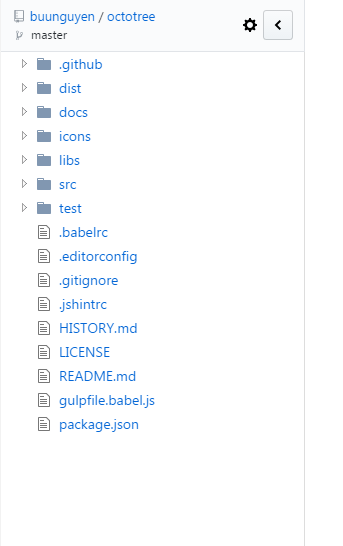 buunguyen / octotree
master
.github
dist
docs
icons
libs
src
test
.babelrc
.editorconfig
.gitignore
.jshintrc
HISTORY.md
LICENSE
README.md
gulpfile.babel.js
package.json